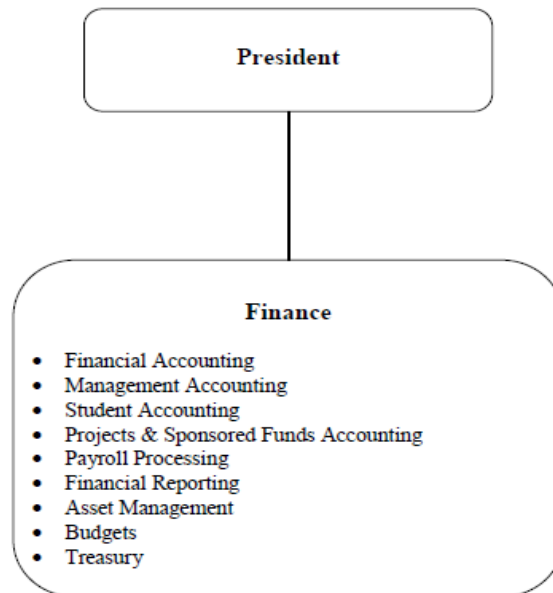 President
Finance
• Financial Accounting
• Management Accounting
• Student Accounting
• Projects & Sponsored Funds Accounting
• Payroll Processing
• Financial Reporting
• Asset Management
• Budgets
• Treasury